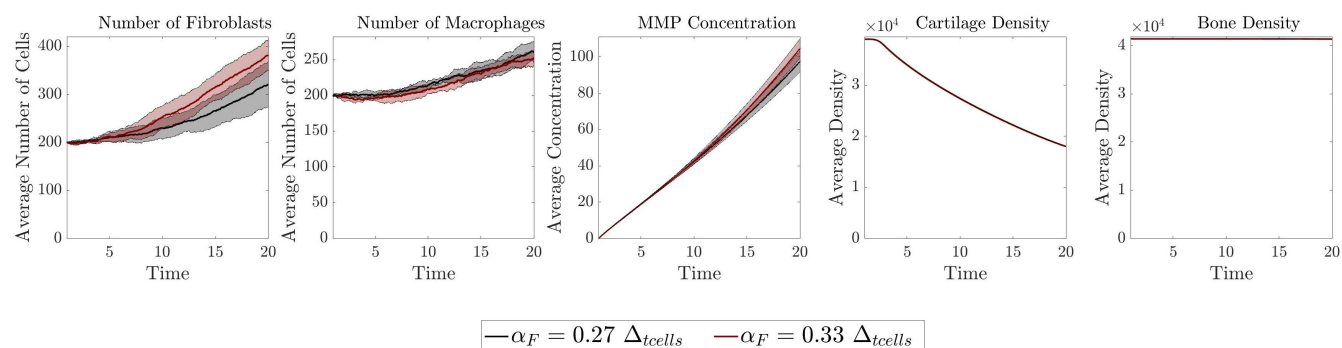 Number of Fibroblasts
Average Number of Cells
400
300
200
100
0
5
10
15
20
Time
Number of Macrophages
Average Number of Cells
250
200
150
100
50
0
5
10
15
20
Time
MMP Concentration
Average Concentration
100
80
60
40
20
0
5
10
15
20
Time
×10⁴
Cartilage Density
Average Density
3
2
1
0
5
10
15
20
Time
×10⁴
Bone Density
Average Density
4
3
2
1
0
5
10
15
20
Time
α_F = 0.27 Δ_tcells
α_F = 0.33 Δ_tcells